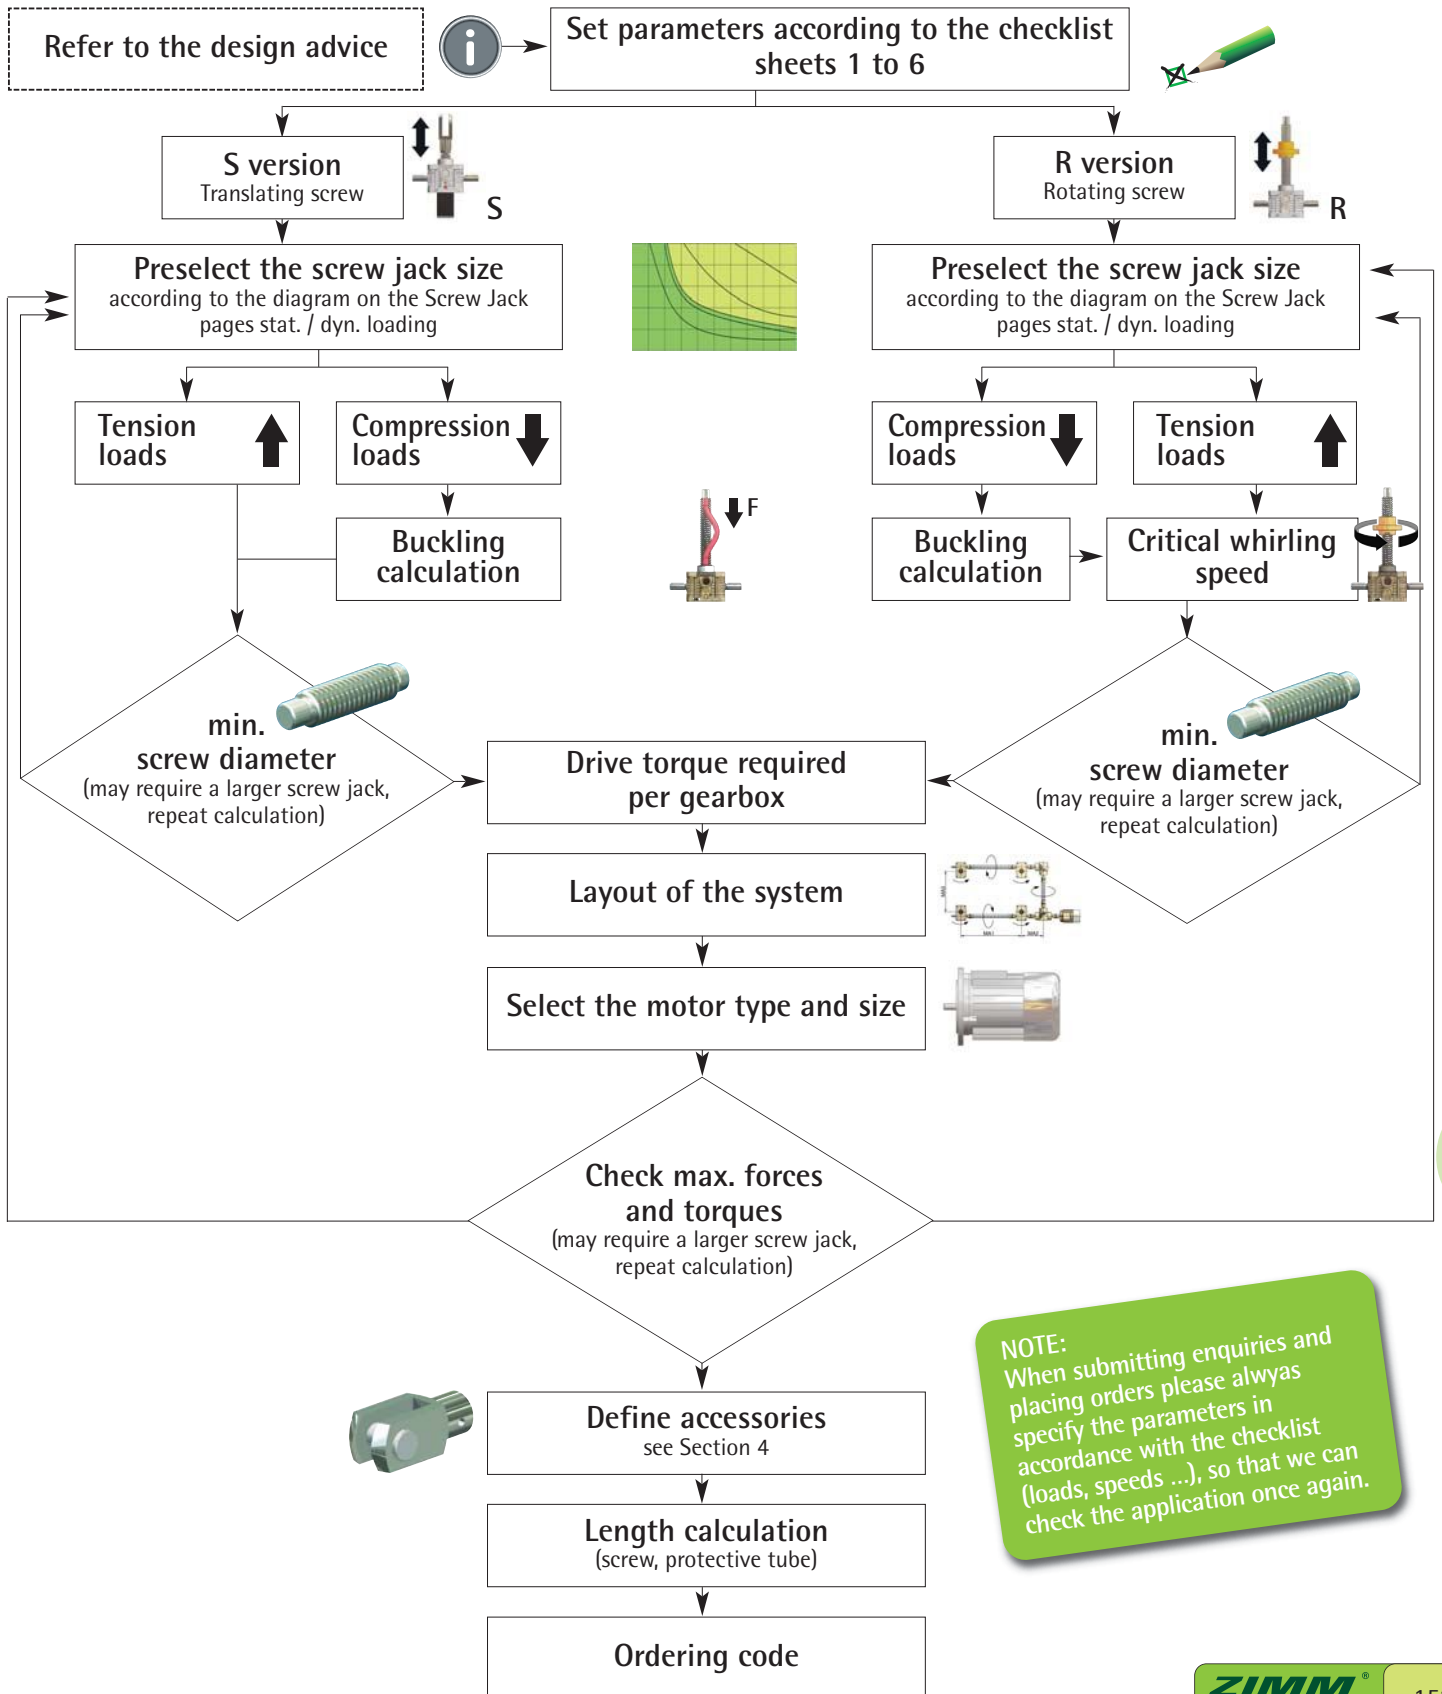 Refer to the design advice
Set parameters according to the checklist
sheets 1 to 6
S version
Translating screw
S
R version
Rotating screw
R
Preselect the screw jack size
according to the diagram on the Screw Jack
pages stat. / dyn. loading
Preselect the screw jack size
according to the diagram on the Screw Jack
pages stat. / dyn. loading
Tension
loads
Compression
loads
Compression
loads
Tension
loads
Buckling
calculation
F
Buckling
calculation
Critical whirling
speed
min.
screw diameter
(may require a larger screw jack,
repeat calculation)
Drive torque required
per gearbox
min.
screw diameter
(may require a larger screw jack,
repeat calculation)
Layout of the system
Select the motor type and size
Check max. forces
and torques
(may require a larger screw jack,
repeat calculation)
NOTE:
When submitting enquiries and
placing orders please alwyas
specify the parameters in
accordance with the checklist
(loads, speeds ...), so that we can
check the application once again.
Define accessories
see Section 4
Length calculation
(screw, protective tube)
Ordering code
ZIMM®